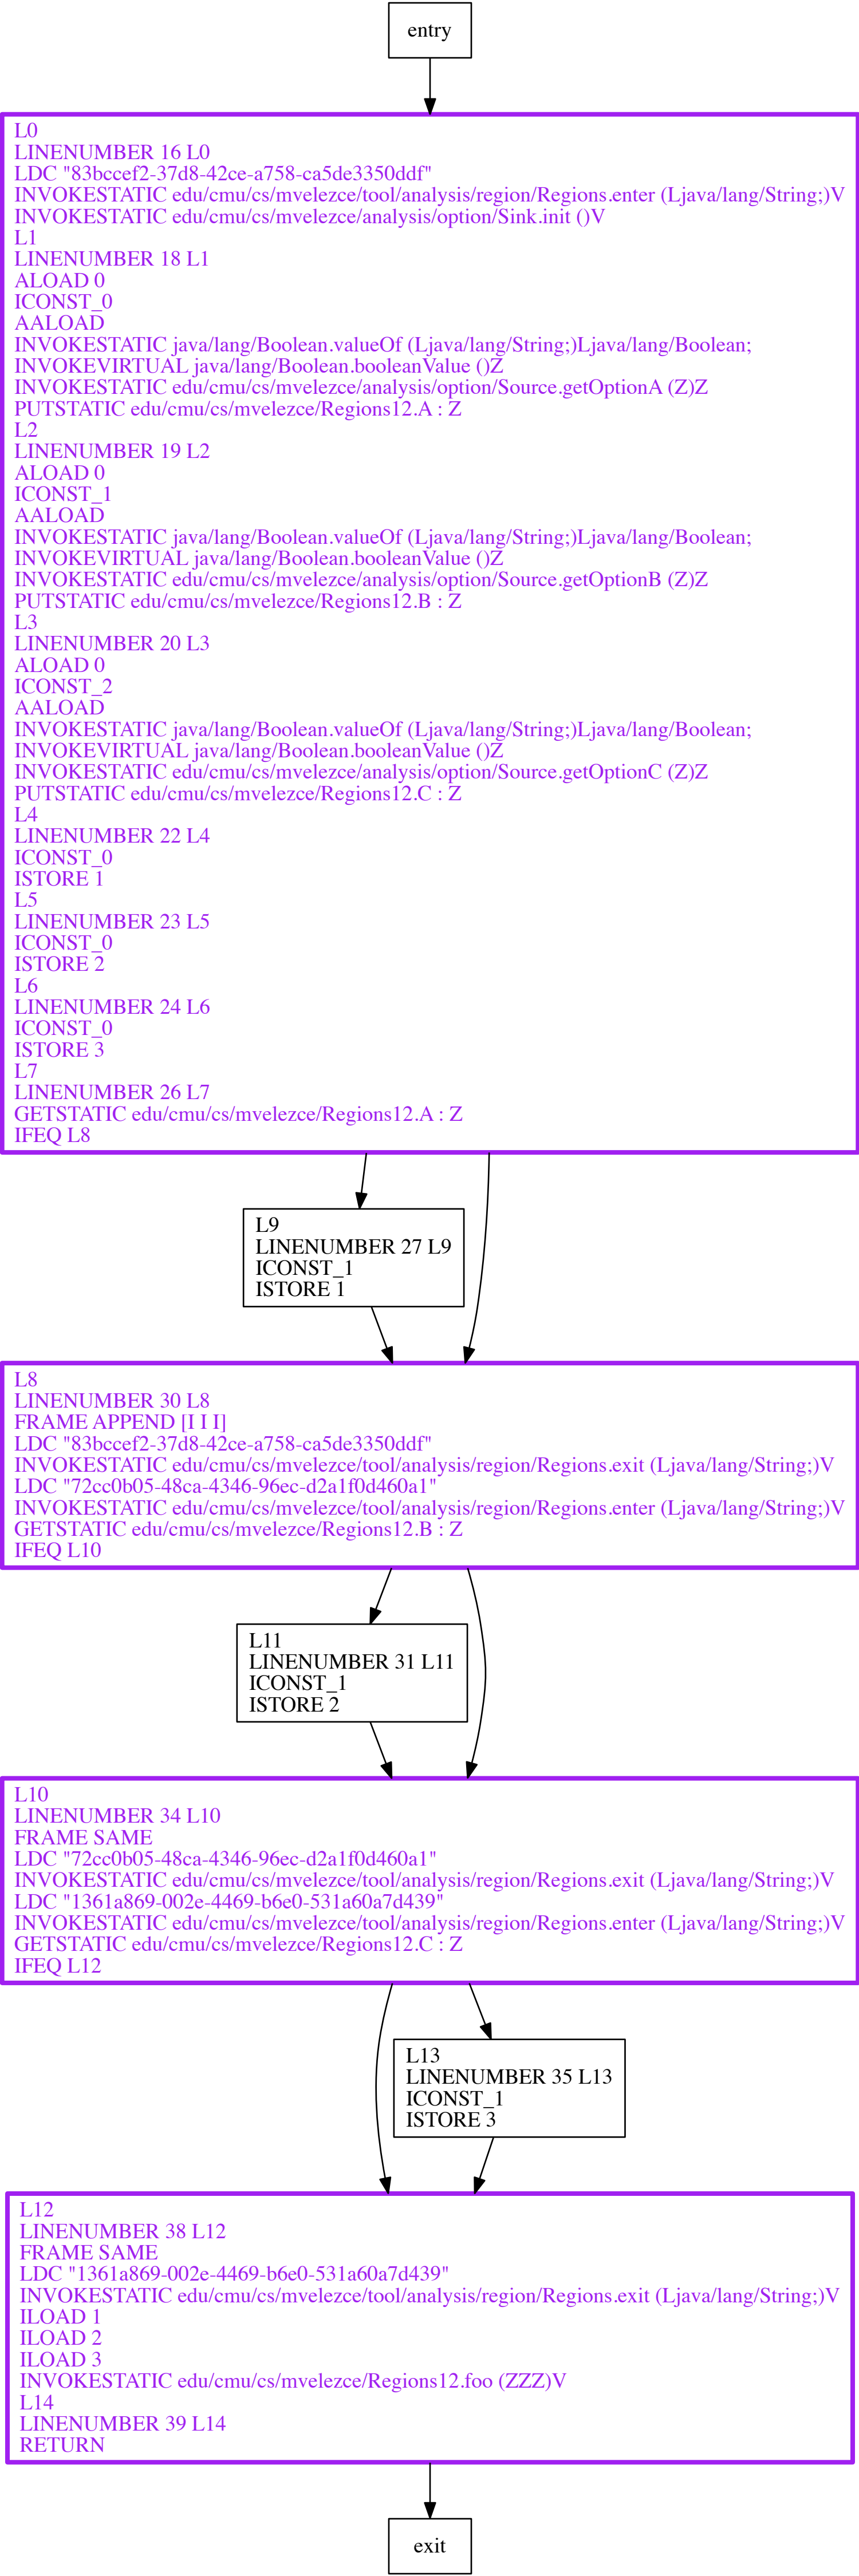 entry
L0
LINENUMBER 16 L0
LDC "83bccef2-37d8-42ce-a758-ca5de3350ddf"
INVOKESTATIC edu/cmu/cs/mvelezce/tool/analysis/region/Regions.enter (Ljava/lang/String;)V
INVOKESTATIC edu/cmu/cs/mvelezce/analysis/option/Sink.init ()V
L1
LINENUMBER 18 L1
ALOAD 0
ICONST_0
AALOAD
INVOKESTATIC java/lang/Boolean.valueOf (Ljava/lang/String;)Ljava/lang/Boolean;
INVOKEVIRTUAL java/lang/Boolean.booleanValue ()Z
INVOKESTATIC edu/cmu/cs/mvelezce/analysis/option/Source.getOptionA (Z)Z
PUTSTATIC edu/cmu/cs/mvelezce/Regions12.A : Z
L2
LINENUMBER 19 L2
ALOAD 0
ICONST_1
AALOAD
INVOKESTATIC java/lang/Boolean.valueOf (Ljava/lang/String;)Ljava/lang/Boolean;
INVOKEVIRTUAL java/lang/Boolean.booleanValue ()Z
INVOKESTATIC edu/cmu/cs/mvelezce/analysis/option/Source.getOptionB (Z)Z
PUTSTATIC edu/cmu/cs/mvelezce/Regions12.B : Z
L3
LINENUMBER 20 L3
ALOAD 0
ICONST_2
AALOAD
INVOKESTATIC java/lang/Boolean.valueOf (Ljava/lang/String;)Ljava/lang/Boolean;
INVOKEVIRTUAL java/lang/Boolean.booleanValue ()Z
INVOKESTATIC edu/cmu/cs/mvelezce/analysis/option/Source.getOptionC (Z)Z
PUTSTATIC edu/cmu/cs/mvelezce/Regions12.C : Z
L4
LINENUMBER 22 L4
ICONST_0
ISTORE 1
L5
LINENUMBER 23 L5
ICONST_0
ISTORE 2
L6
LINENUMBER 24 L6
ICONST_0
ISTORE 3
L7
LINENUMBER 26 L7
GETSTATIC edu/cmu/cs/mvelezce/Regions12.A : Z
IFEQ L8
L9
LINENUMBER 27 L9
ICONST_1
ISTORE 1
L8
LINENUMBER 30 L8
FRAME APPEND [I I I]
LDC "83bccef2-37d8-42ce-a758-ca5de3350ddf"
INVOKESTATIC edu/cmu/cs/mvelezce/tool/analysis/region/Regions.exit (Ljava/lang/String;)V
LDC "72cc0b05-48ca-4346-96ec-d2a1f0d460a1"
INVOKESTATIC edu/cmu/cs/mvelezce/tool/analysis/region/Regions.enter (Ljava/lang/String;)V
GETSTATIC edu/cmu/cs/mvelezce/Regions12.B : Z
IFEQ L10
L11
LINENUMBER 31 L11
ICONST_1
ISTORE 2
L10
LINENUMBER 34 L10
FRAME SAME
LDC "72cc0b05-48ca-4346-96ec-d2a1f0d460a1"
INVOKESTATIC edu/cmu/cs/mvelezce/tool/analysis/region/Regions.exit (Ljava/lang/String;)V
LDC "1361a869-002e-4469-b6e0-531a60a7d439"
INVOKESTATIC edu/cmu/cs/mvelezce/tool/analysis/region/Regions.enter (Ljava/lang/String;)V
GETSTATIC edu/cmu/cs/mvelezce/Regions12.C : Z
IFEQ L12
L13
LINENUMBER 35 L13
ICONST_1
ISTORE 3
L12
LINENUMBER 38 L12
FRAME SAME
LDC "1361a869-002e-4469-b6e0-531a60a7d439"
INVOKESTATIC edu/cmu/cs/mvelezce/tool/analysis/region/Regions.exit (Ljava/lang/String;)V
ILOAD 1
ILOAD 2
ILOAD 3
INVOKESTATIC edu/cmu/cs/mvelezce/Regions12.foo (ZZZ)V
L14
LINENUMBER 39 L14
RETURN
exit